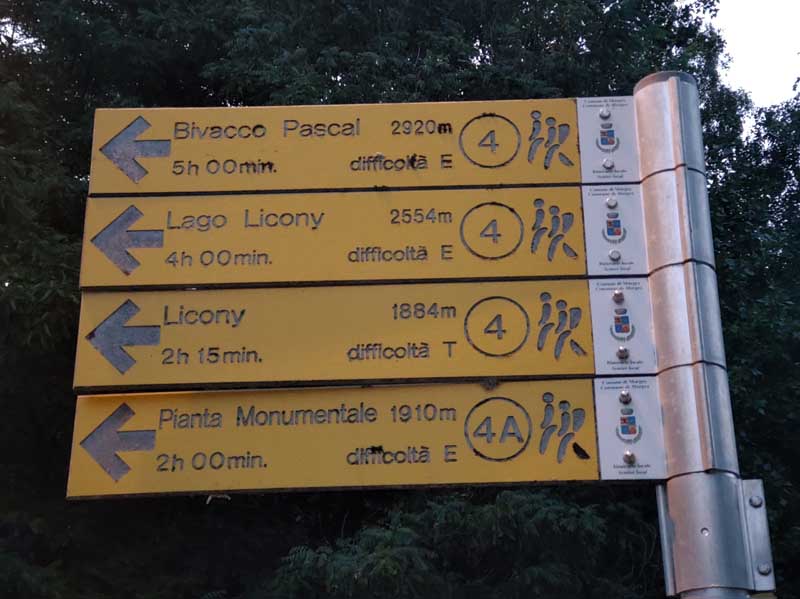 Bivacco Pascal 2920m 4
5h 00min. difficoltà E
Lago Licony 2554m 4
4h 00min. difficoltà E
Licony 1884m 4
2h 15min. difficoltà T
Pianta Monumentale 1910m 4A
2h 00min. difficoltà E